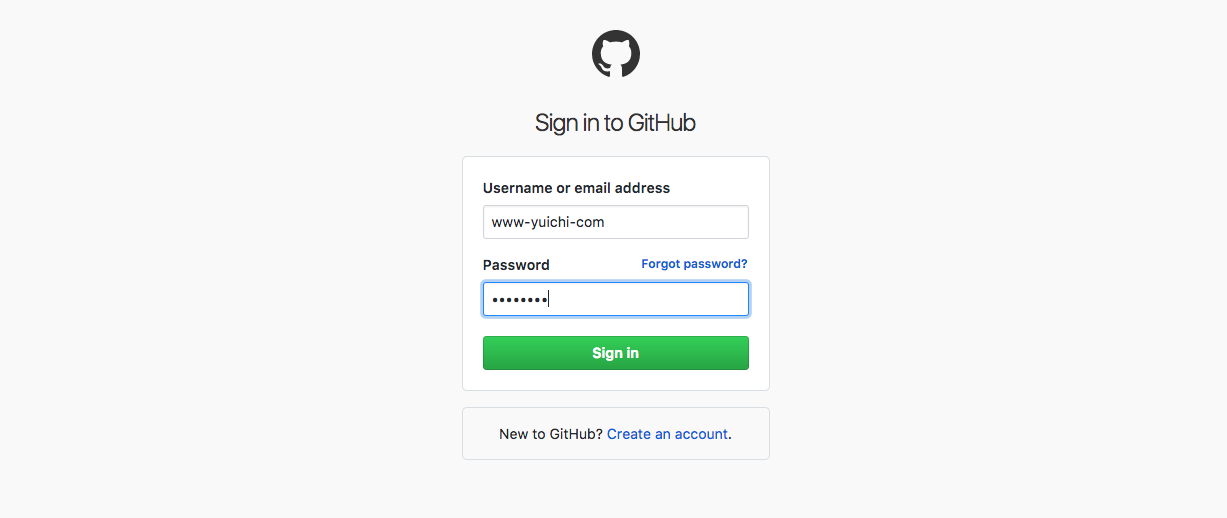 Sign in to GitHub
Username or email address
www-yuichi-com
Password Forgot password?
••••••••
Sign in
New to GitHub? Create an account.